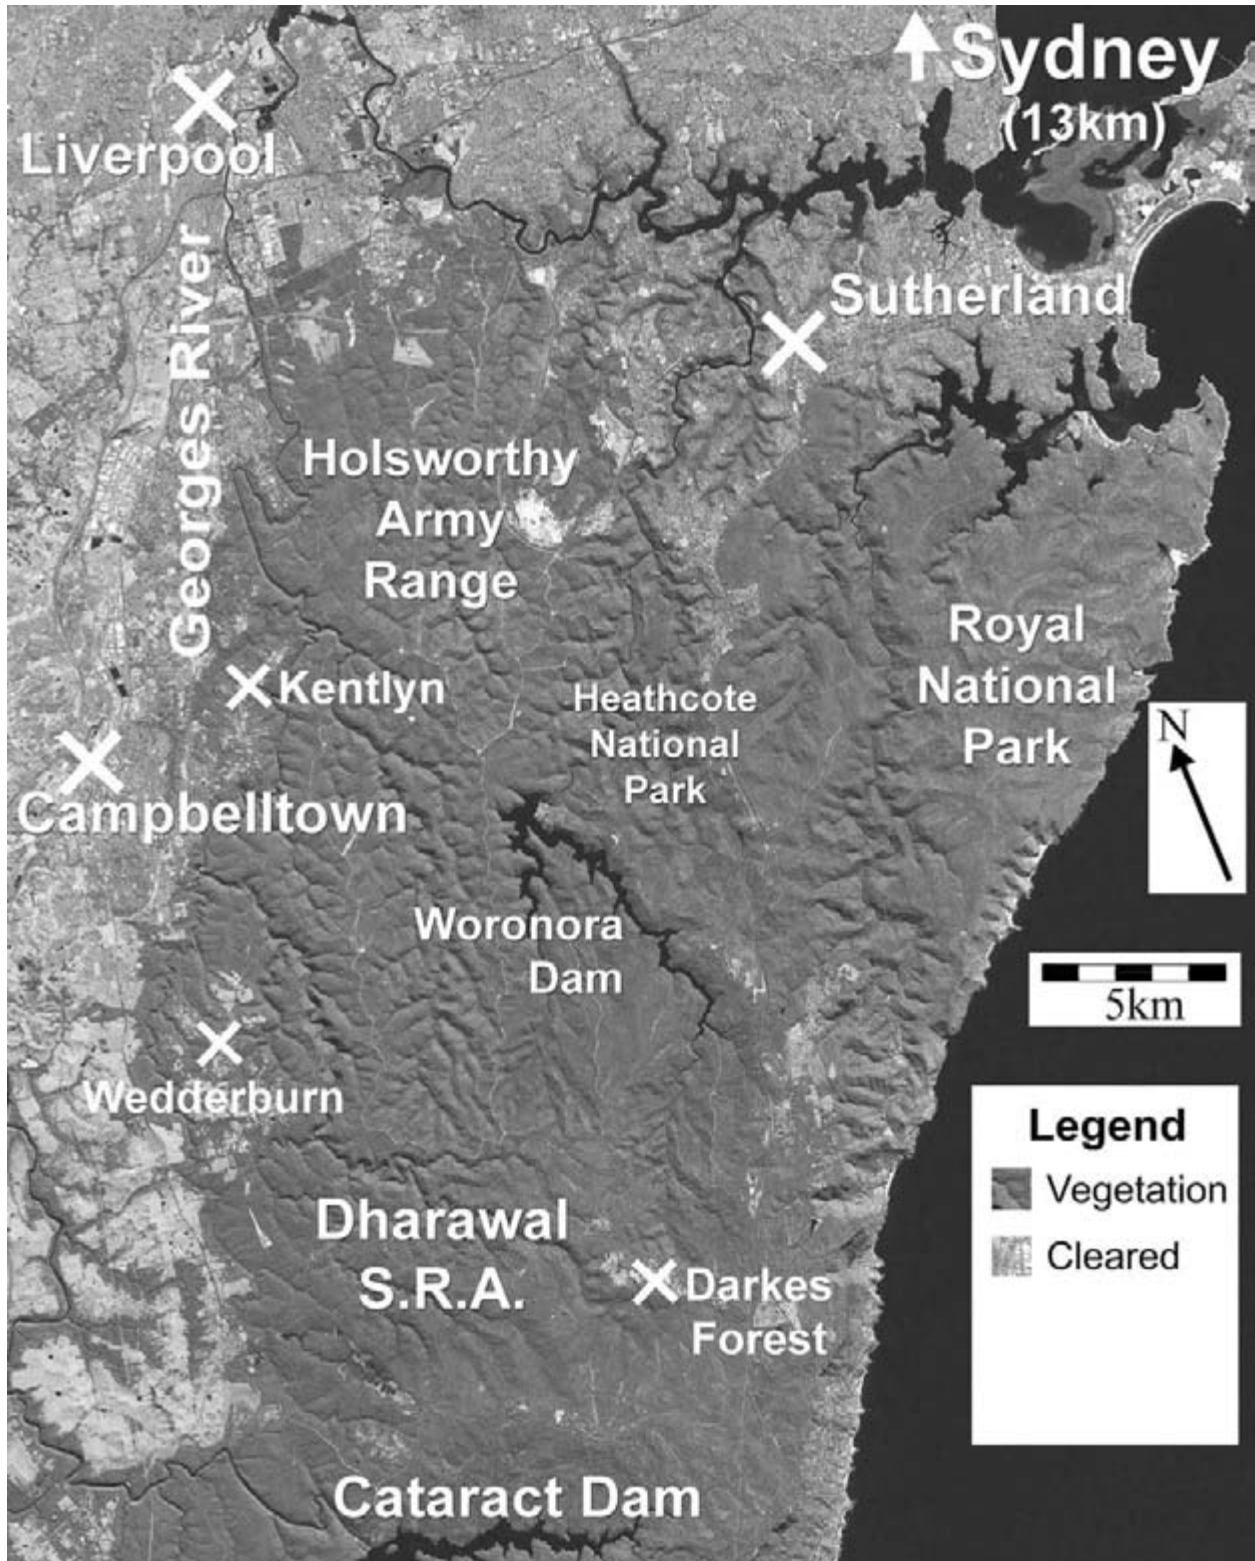 Sydney
(13km)
Liverpool
Georges River
Sutherland
Holsworthy
Army
Range
Royal
National
Park
Kentlyn
Heathcote
National
Park
N
Campbelltown
Woronora
Dam
5km
Wedderburn
Legend
Vegetation
Cleared
Dharawal
S.R.A.
Darkes
Forest
Cataract Dam